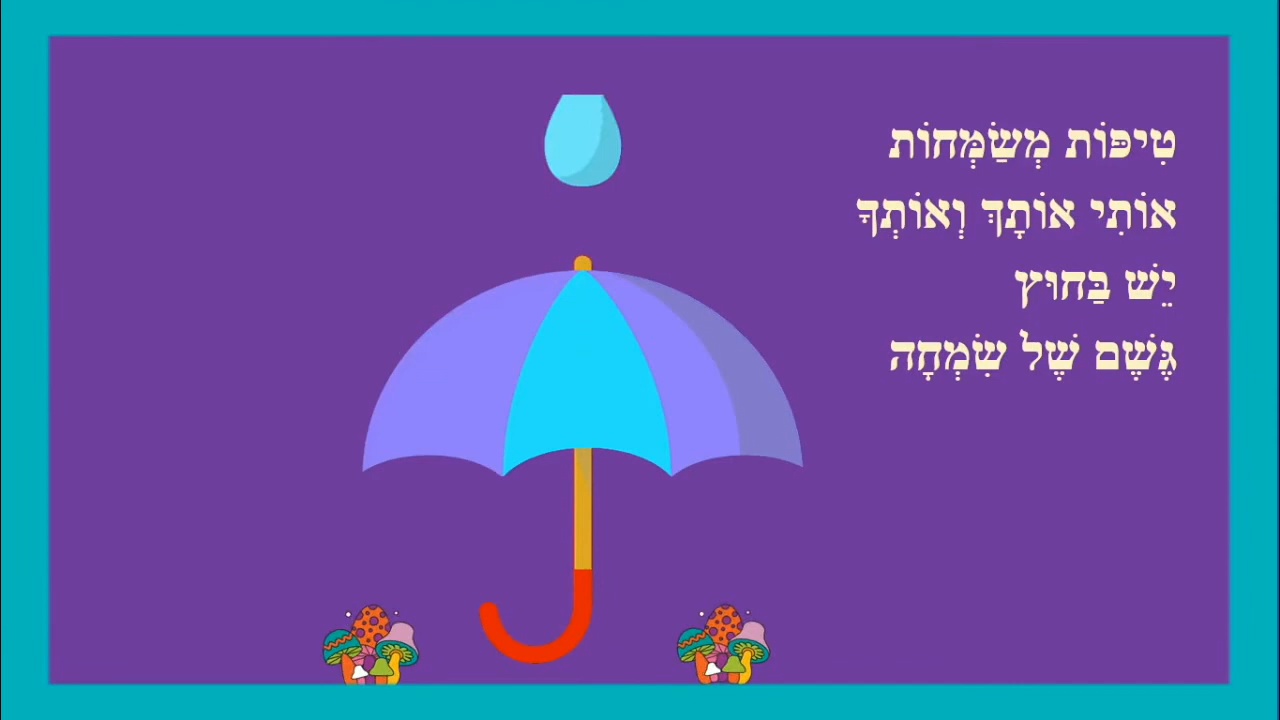 טִיפּוֹת מְשַׂמְּחוֹת
אוֹתִי אוֹתָךְ וְאוֹתְךָ
יֵשׁ בַּחוּץ
גֶּשֶׁם שֶׁל שִׂמְחָה